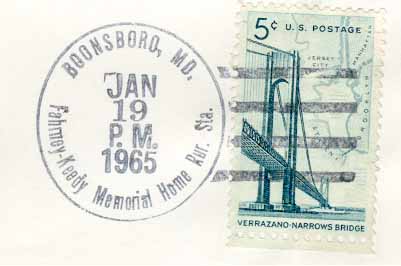 BOONSBORO, MD.
JAN
19
P.M.
1965
Fahrney-Keedy Memorial Home Rur. Sta.
5¢ U.S. POSTAGE
JERSEY
CITY
MANHATTAN
BROOKLYN
VERRAZANO-NARROWS BRIDGE